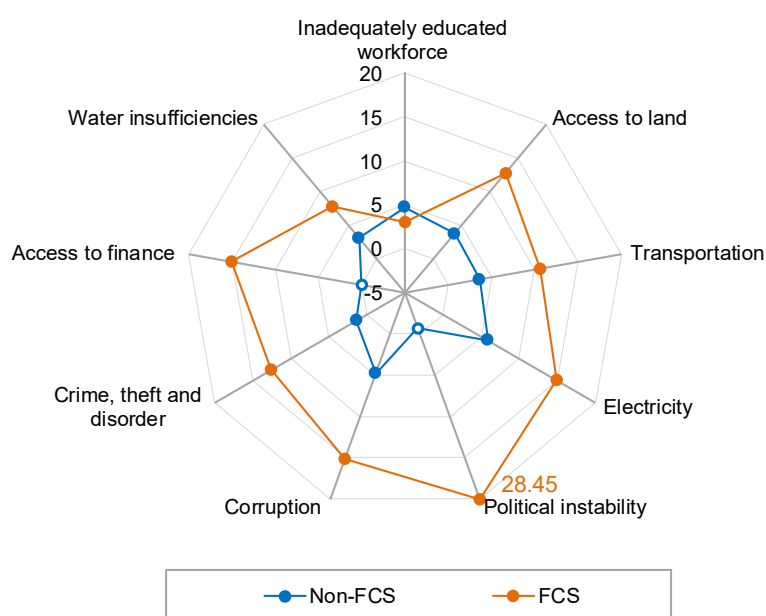 Inadequately educated
workforce
20
Water insufficiencies
Access to land
15
10
5
Access to finance
0
Transportation
-5
Crime, theft and
disorder
Electricity
28.45
Corruption
Political instability
Non-FCS
FCS